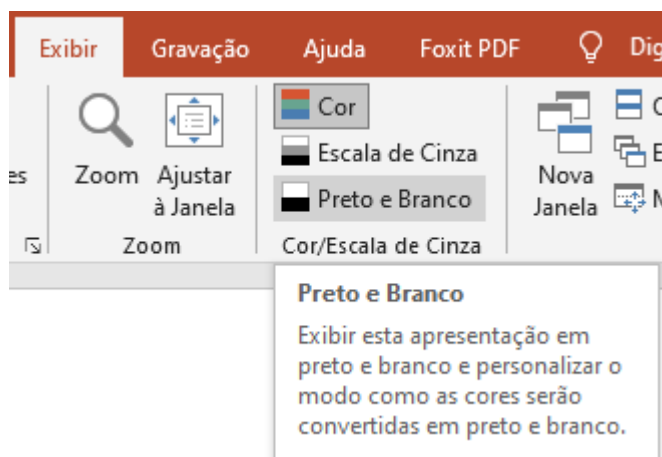 Exibir Gravação Ajuda Foxit PDF
Cor
Escala de Cinza
Preto e Branco
Zoom
Ajustar
à Janela
Nova
Janela
Zoom
Cor/Escala de Cinza
Preto e Branco
Exibir esta apresentação em
preto e branco e personalizar o
modo como as cores serão
convertidas em preto e branco.